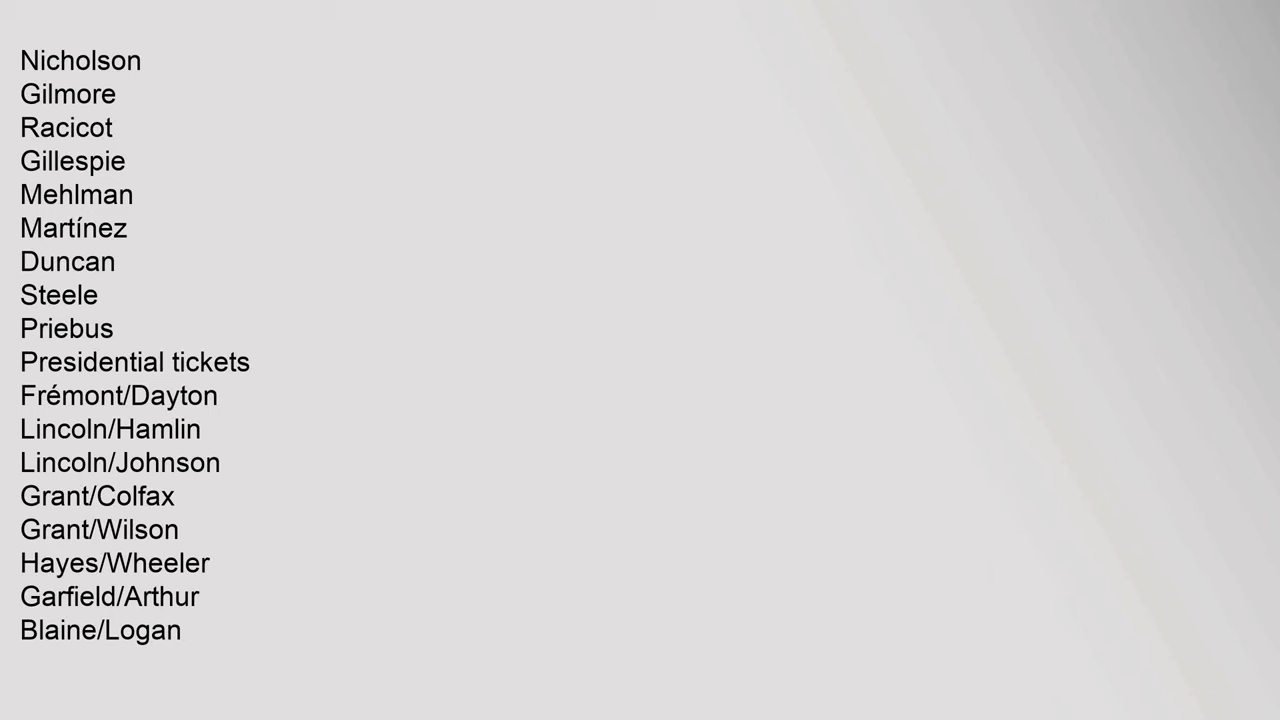 Nicholson
Gilmore
Racicot
Gillespie
Mehlman
Martínez
Duncan
Steele
Priebus
Presidential tickets
Frémont/Dayton
Lincoln/Hamlin
Lincoln/Johnson
Grant/Colfax
Grant/Wilson
Hayes/Wheeler
Garfield/Arthur
Blaine/Logan